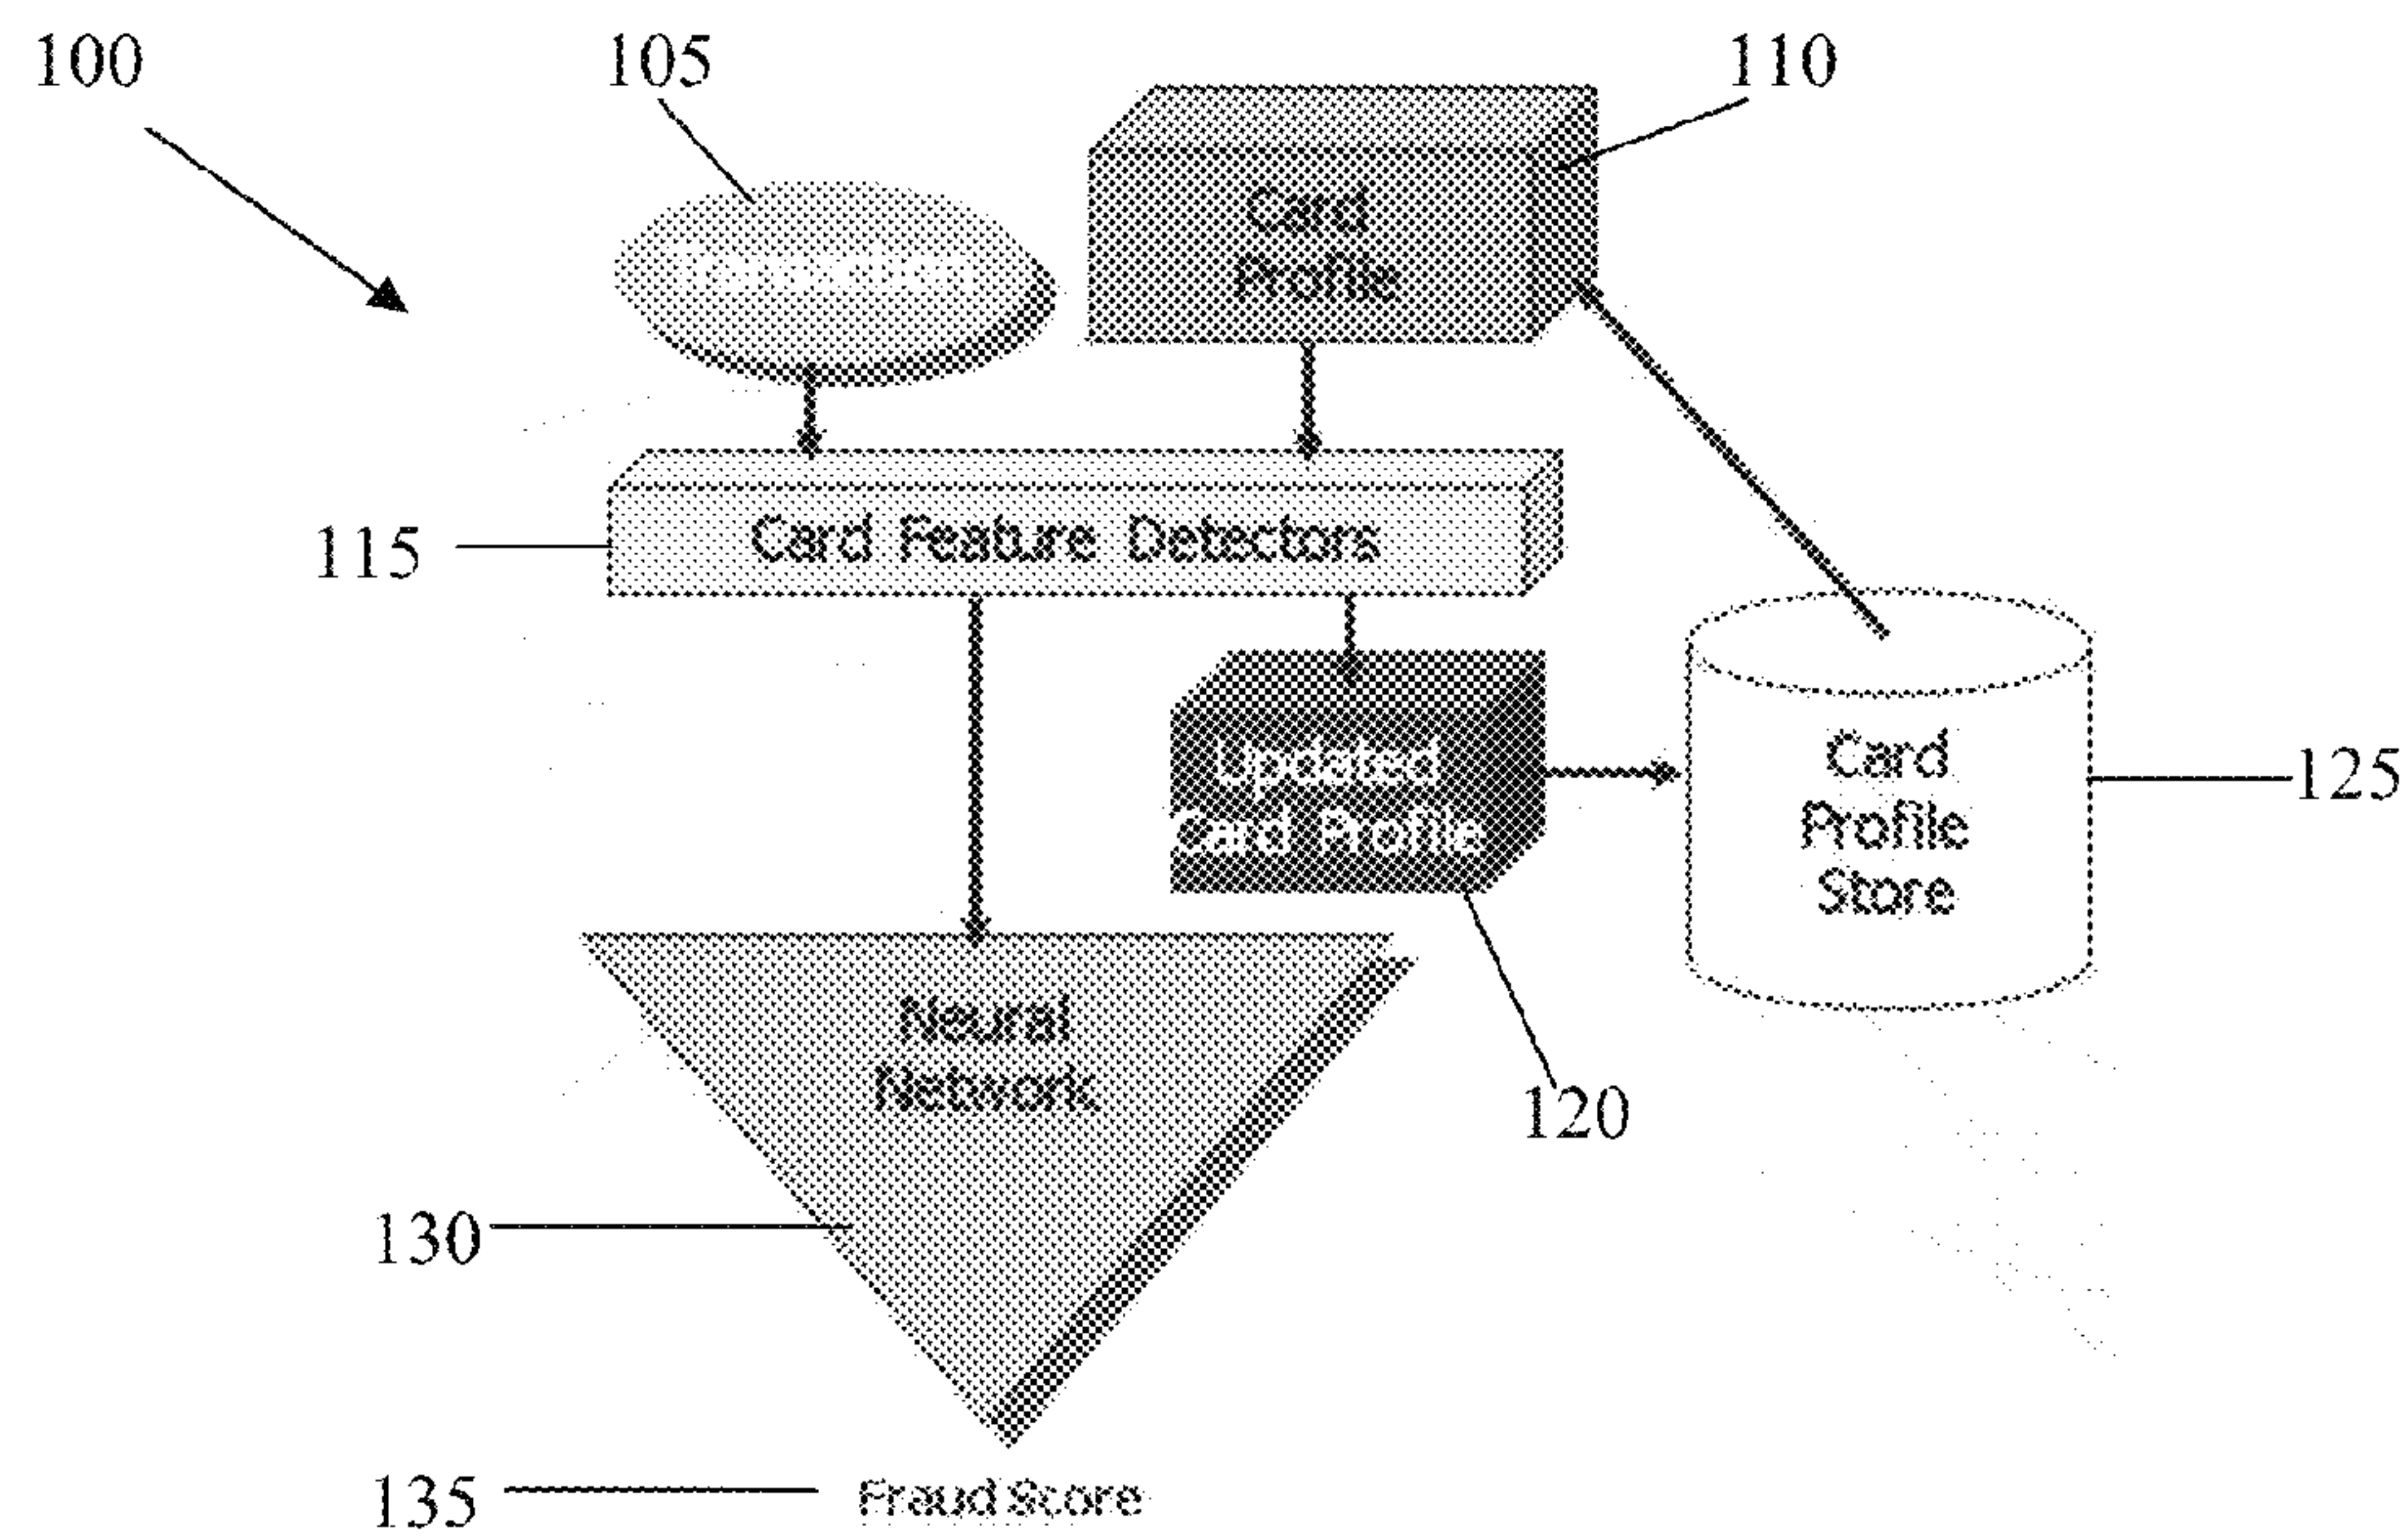 100
105
110
Transaction
Card
Profile
115
Card Feature Detectors
Updated
Card Profile
Card
Profile
Store
125
Neural
Network
120
130
135
Fraud Score